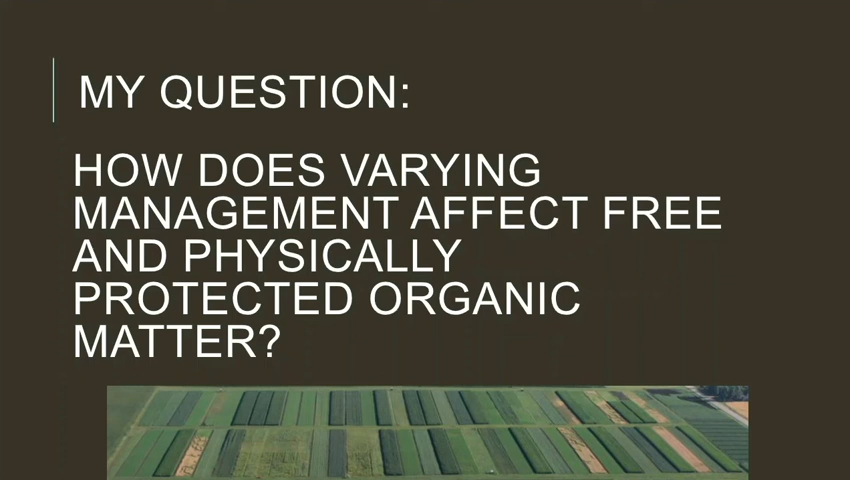 MY QUESTION:
HOW DOES VARYING
MANAGEMENT AFFECT FREE
AND PHYSICALLY
PROTECTED ORGANIC
MATTER?